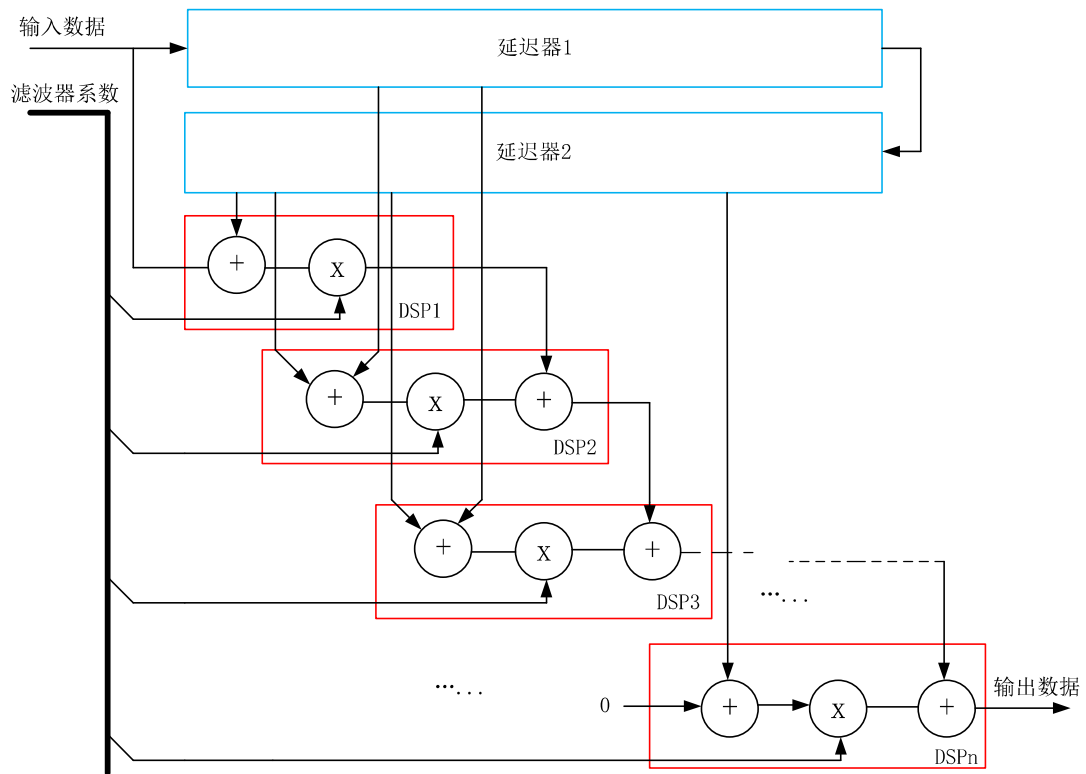 输入数据
延迟器1
滤波器系数
延迟器2
+
X
DSP1
+
X
+
DSP2
+
X
+
DSP3
…...
…...
0
+
X
+
输出数据
DSPn